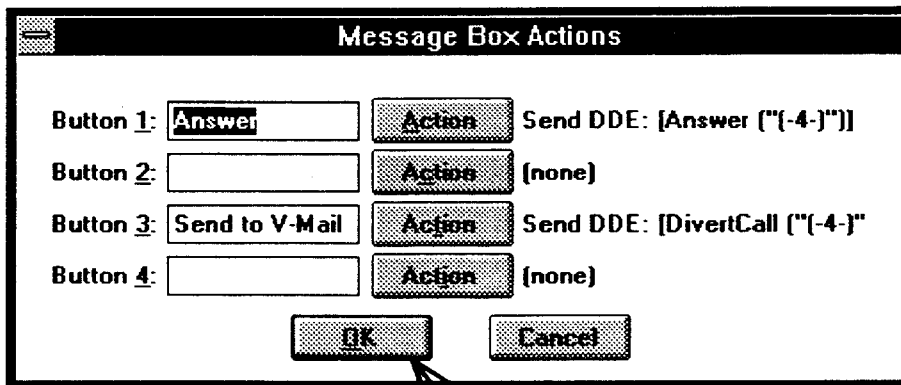 Message Box Actions
Button 1: Answer Action Send DDE: [Answer ("{-4-}")]
Button 2: Action (none)
Button 3: Send to V-Mail Action Send DDE: [DivertCall ("{-4-}"
Button 4: Action (none)
OK Cancel